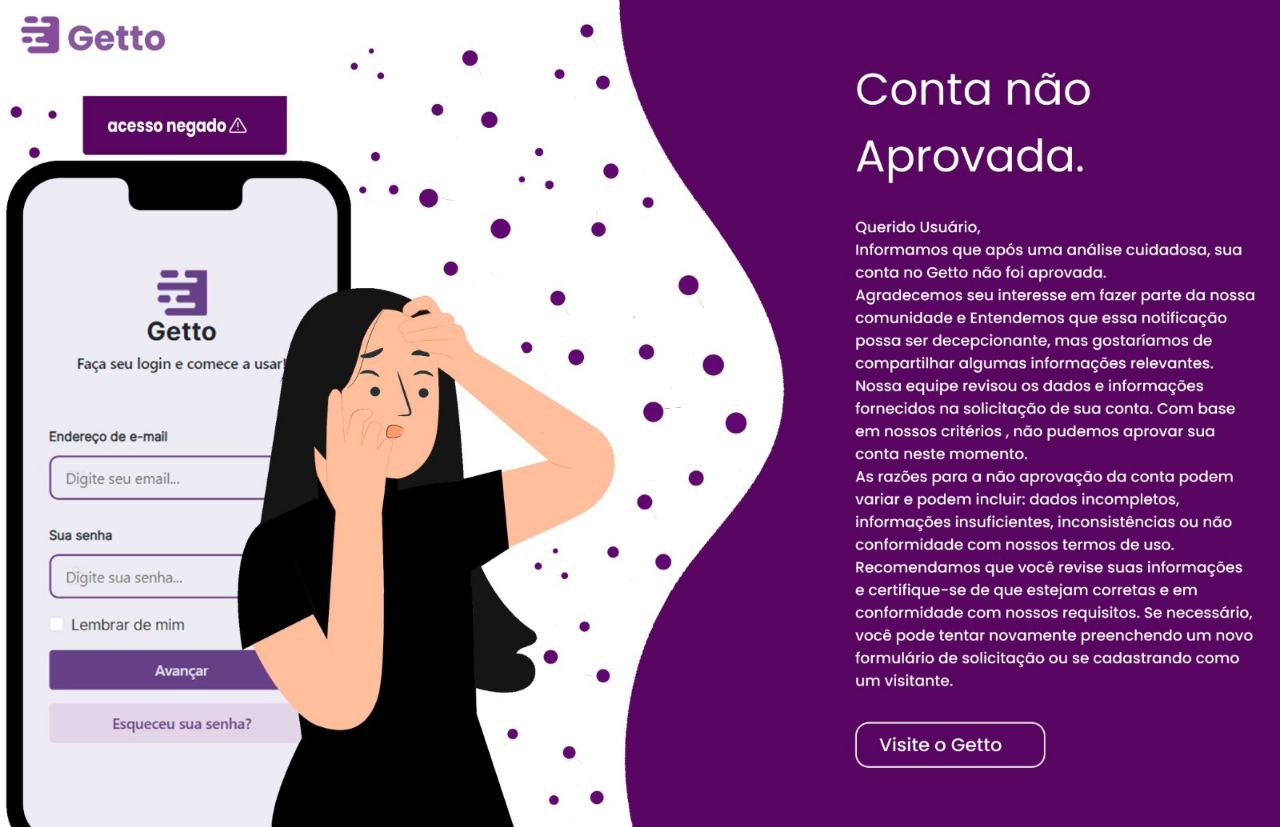 Getto
acesso negado
Getto
Faça seu login e comece a usar!
Endereço de e-mail
Digite seu email...
Sua senha
Digite sua senha...
Lembrar de mim
Avançar
Esqueceu sua senha?
Conta não
Aprovada.
Querido Usuário,
Informamos que após uma análise cuidadosa, sua
conta no Getto não foi aprovada.
Agradecemos seu interesse em fazer parte da nossa
comunidade e Entendemos que essa notificação
possa ser decepcionante, mas gostaríamos de
compartilhar algumas informações relevantes.
Nossa equipe revisou os dados e informações
fornecidos na solicitação de sua conta. Com base
em nossos critérios , não pudemos aprovar sua
conta neste momento.
As razões para a não aprovação da conta podem
variar e podem incluir: dados incompletos,
informações insuficientes, inconsistências ou não
conformidade com nossos termos de uso.
Recomendamos que você revise suas informações
e certifique-se de que estejam corretas e em
conformidade com nossos requisitos. Se necessário,
você pode tentar novamente preenchendo um novo
formulário de solicitação ou se cadastrando como
um visitante.
Visite o Getto